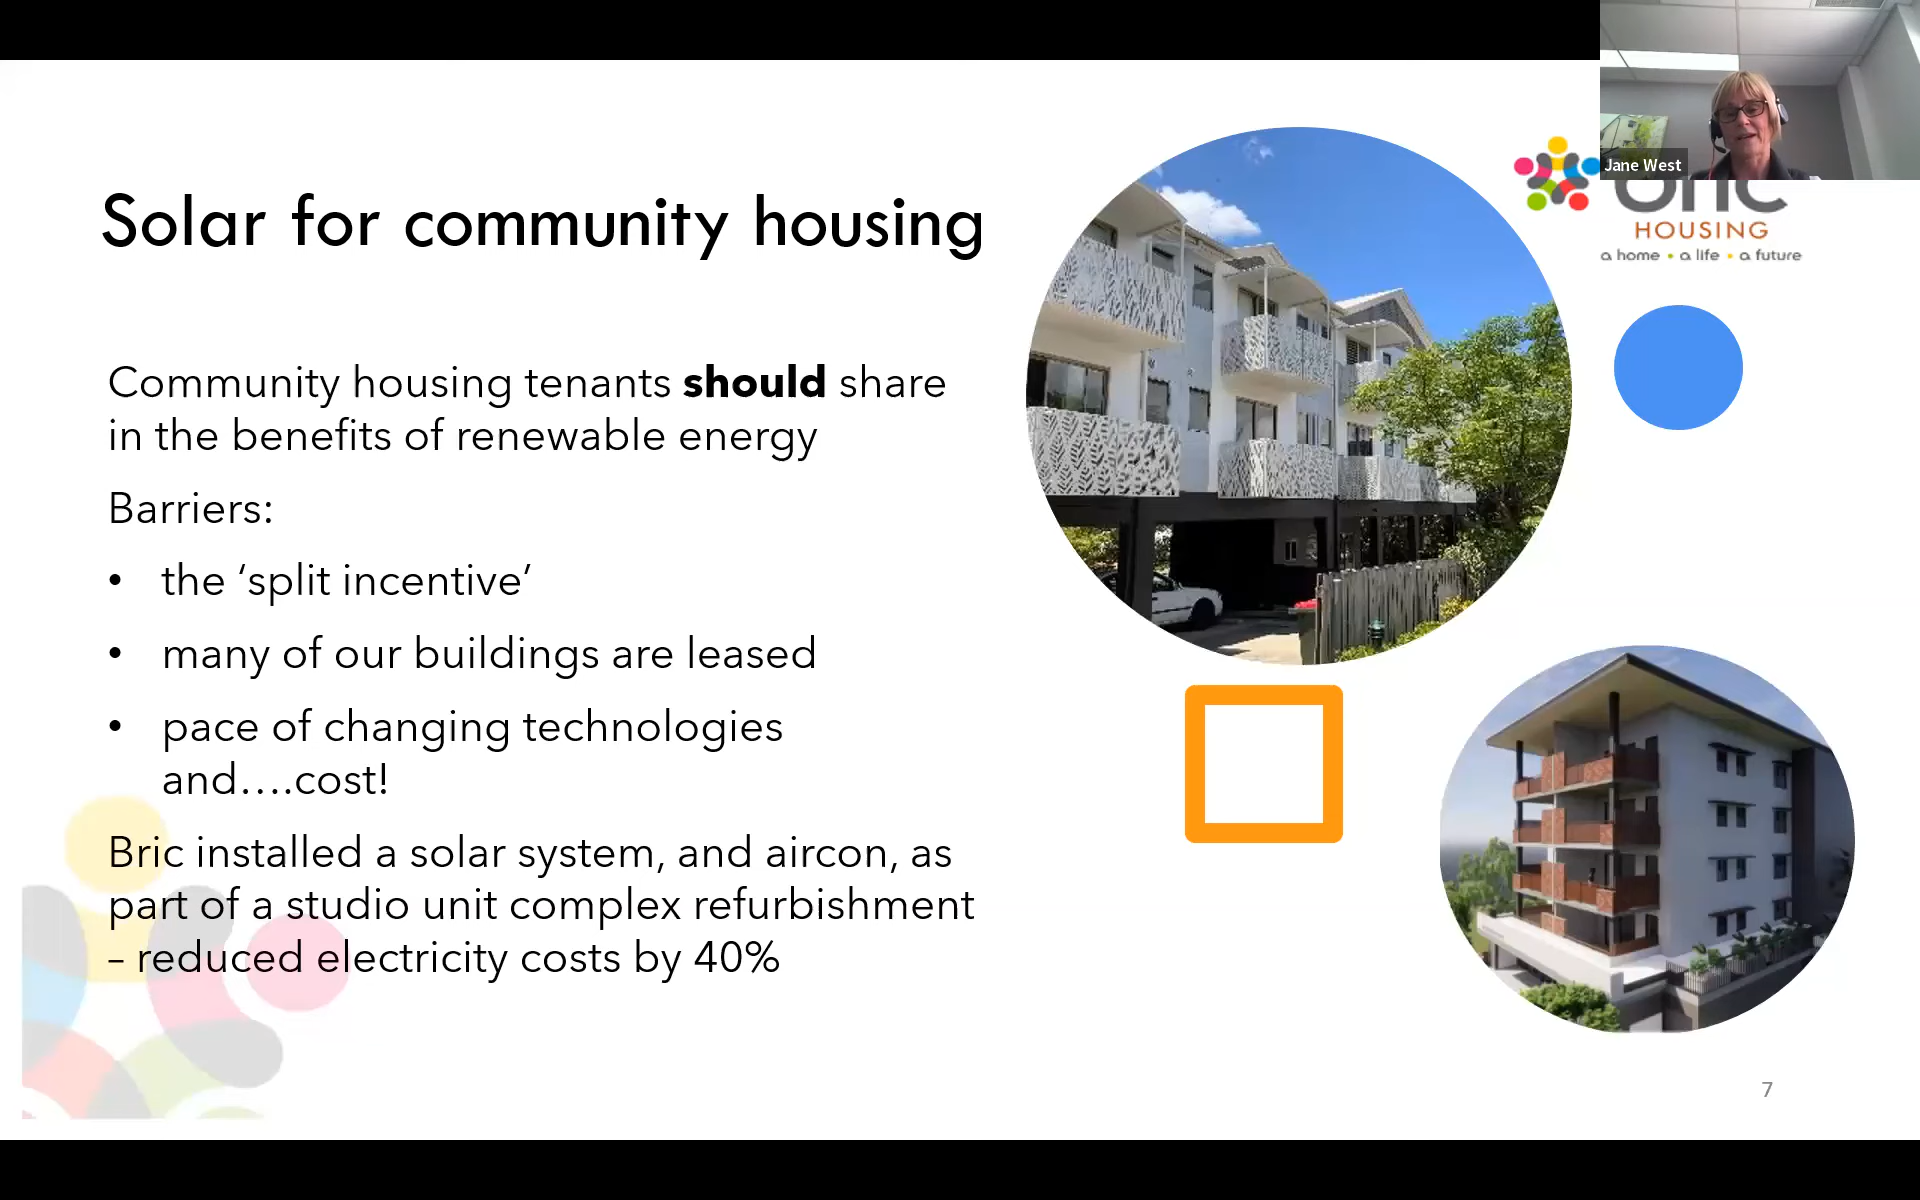 Jane West
HOUSING
a home • a life • a future
Solar for community housing
Community housing tenants should share
in the benefits of renewable energy
Barriers:
• the ‘split incentive’
• many of our buildings are leased
• pace of changing technologies
and….cost!
Bric installed a solar system, and aircon, as
part of a studio unit complex refurbishment
– reduced electricity costs by 40%
7